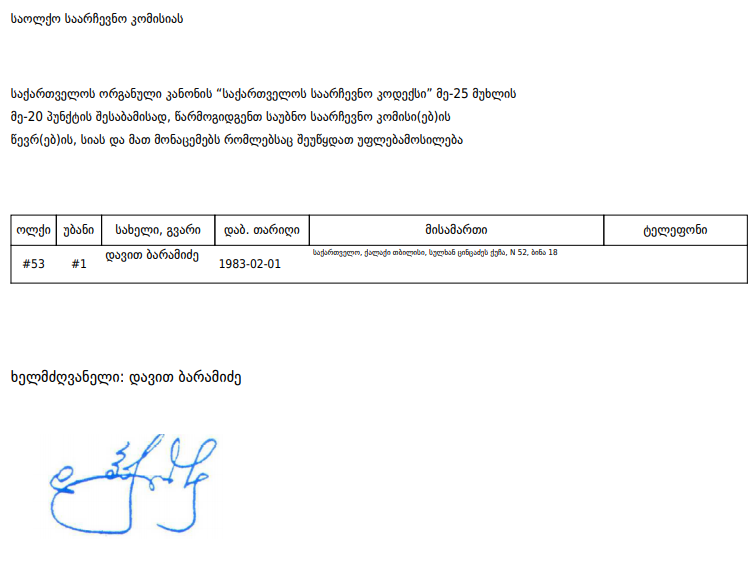 საოლქო საარჩევნო კომისიას
საქართველოს ორგანული კანონის “საქართველოს საარჩევნო კოდექსი” მე-25 მუხლის
მე-20 პუნქტის შესაბამისად, წარმოგიდგენთ საუბნო საარჩევნო კომისი(ებ)ის
წევრ(ებ)ის, სიას და მათ მონაცემებს რომლებსაც შეუწყდათ უფლებამოსილება
ოლქი უბანი სახელი, გვარი დაბ. თარიღი მისამართი ტელეფონი
#53 #1 დავით ბარამიძე 1983-02-01 საქართველო, ქალაქი თბილისი, სულხან ცინცაძეს ქუჩა, N 52, ბინა 18
ხელმძღვანელი: დავით ბარამიძე